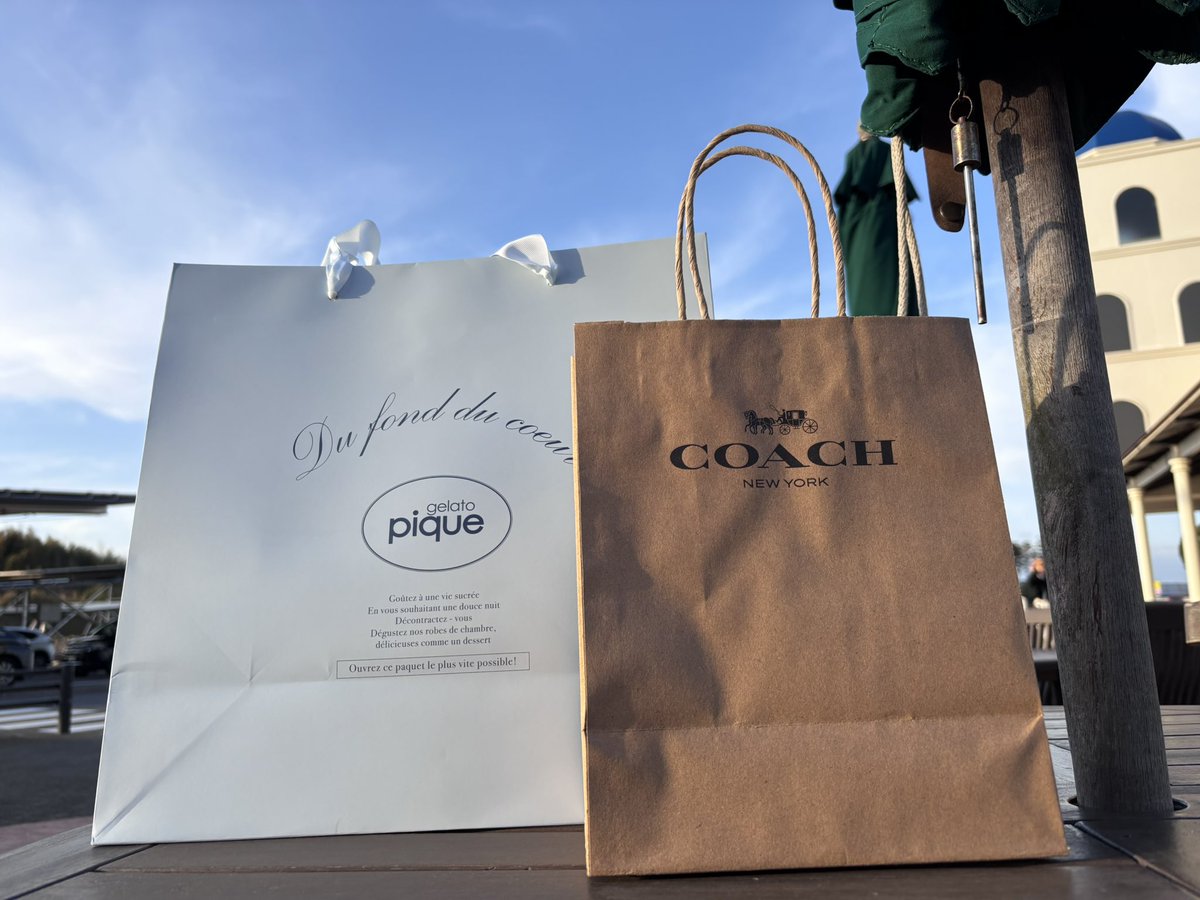 Du fond du coeur
gelato
pique
Goûtez à une vie sucrée
En vous souhaitant une douce nuit
Décontractez - vous
Dégustez nos robes de chambre,
délicieuses comme un dessert
Ouvrez ce paquet le plus vite possible!
COACH
NEW YORK